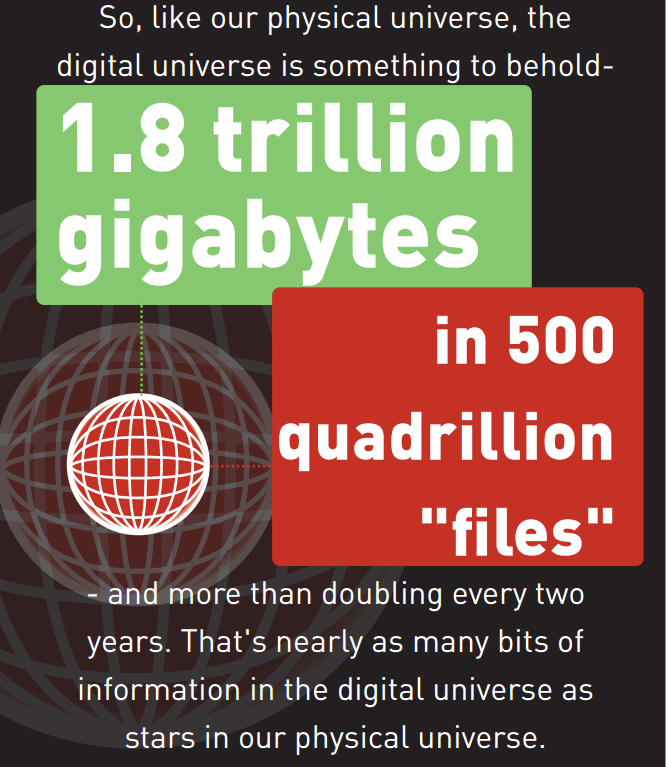 So, like our physical universe, the
digital universe is something to behold-
1.8 trillion
gigabytes
in 500
quadrillion
"files"
- and more than doubling every two
years. That's nearly as many bits of
information in the digital universe as
stars in our physical universe.